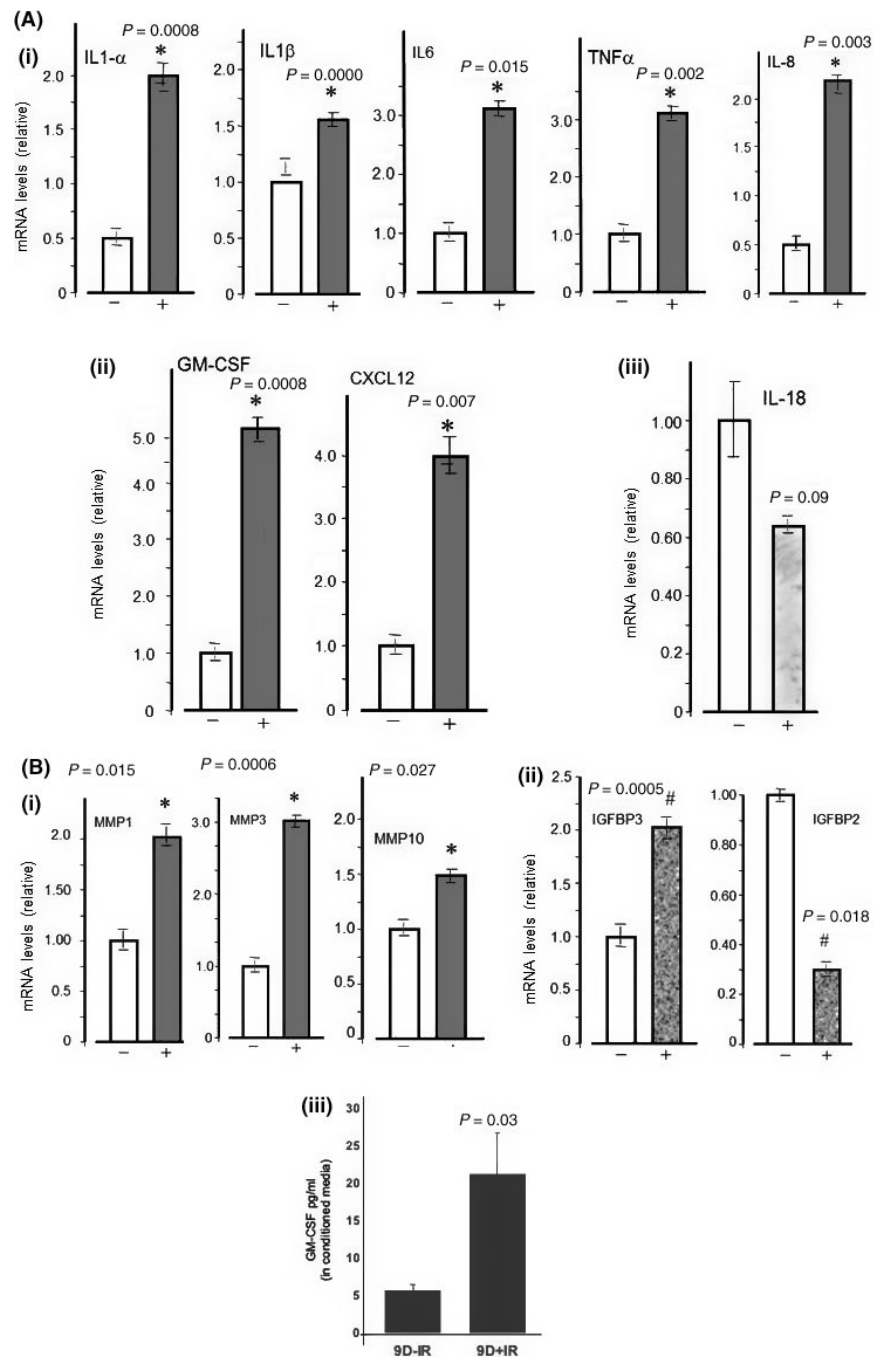 (A)
(i)
mRNA levels (relative)
IL1-α
P = 0.0008
*
2.0
1.5
1.0
0.5
0
– +
IL1β
P = 0.0000
*
2.0
1.5
1.0
0.5
0
– +
IL6
P = 0.015
*
3.0
2.0
1.0
0
– +
TNFα
P = 0.002
*
3.0
2.0
1.0
0
– +
IL-8
P = 0.003
*
2.0
1.5
1.0
0.5
0
– +
(ii)
mRNA levels (relative)
GM-CSF
P = 0.0008
*
5.0
4.0
3.0
2.0
1.0
0
– +
CXCL12
P = 0.007
*
4.0
3.0
2.0
1.0
0
– +
(iii)
mRNA levels (relative)
IL-18
P = 0.09
1.00
0.80
0.60
0.40
0.2
0
– +
(B)
(i)
mRNA levels (relative)
P = 0.015
MMP1
*
2.0
1.50
1.00
0.50
0
– +
P = 0.0006
MMP3
*
3.0
2.0
1.0
0
– +
P = 0.027
MMP10
*
2.0
1.5
1.0
0.5
0
–
(ii)
mRNA levels (relative)
2.5
P = 0.0005
#
IGFBP3
2.0
1.5
1.0
0.5
0
– +
1.00
IGFBP2
0.80
0.60
P = 0.018
#
0.40
0.30
0.2
0
– +
(iii)
GM-CSF pg/ml
(in conditioned media)
P = 0.03
30
25
20
15
10
5
0
9D-IR 9D+IR